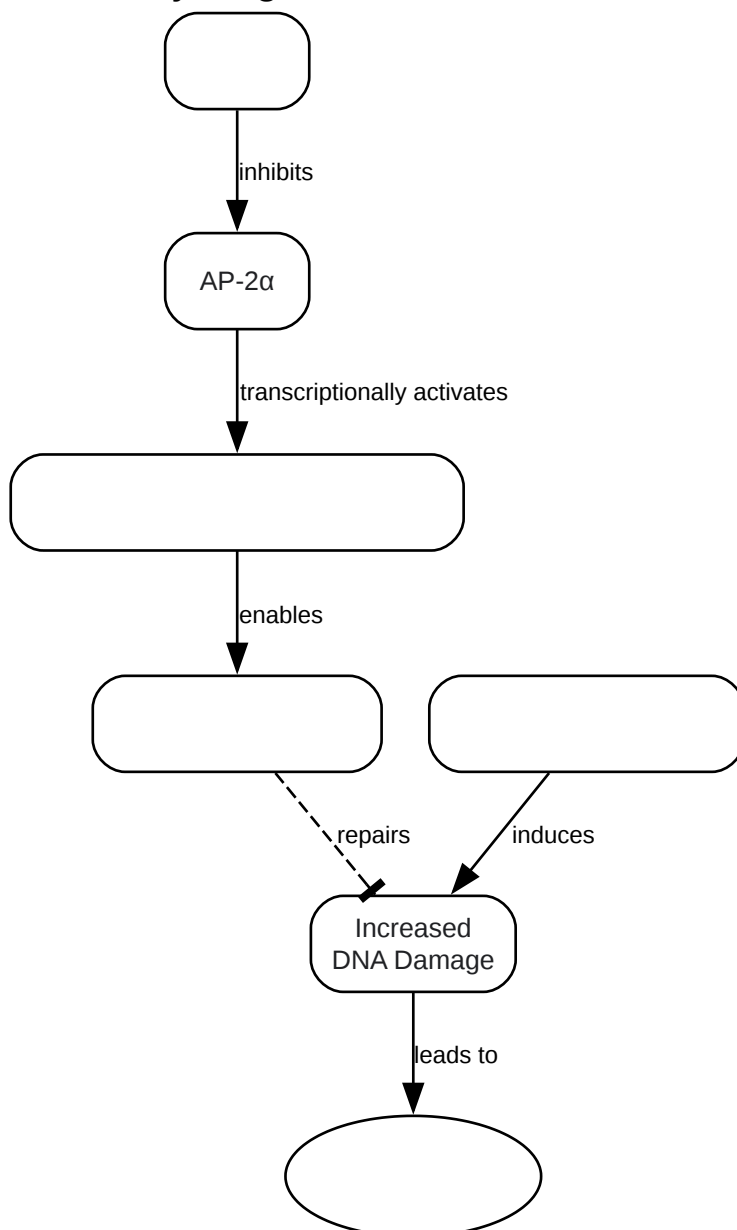 inhibits
AP-2α
transcriptionally activates
enables
repairs
induces
Increased
DNA Damage
leads to